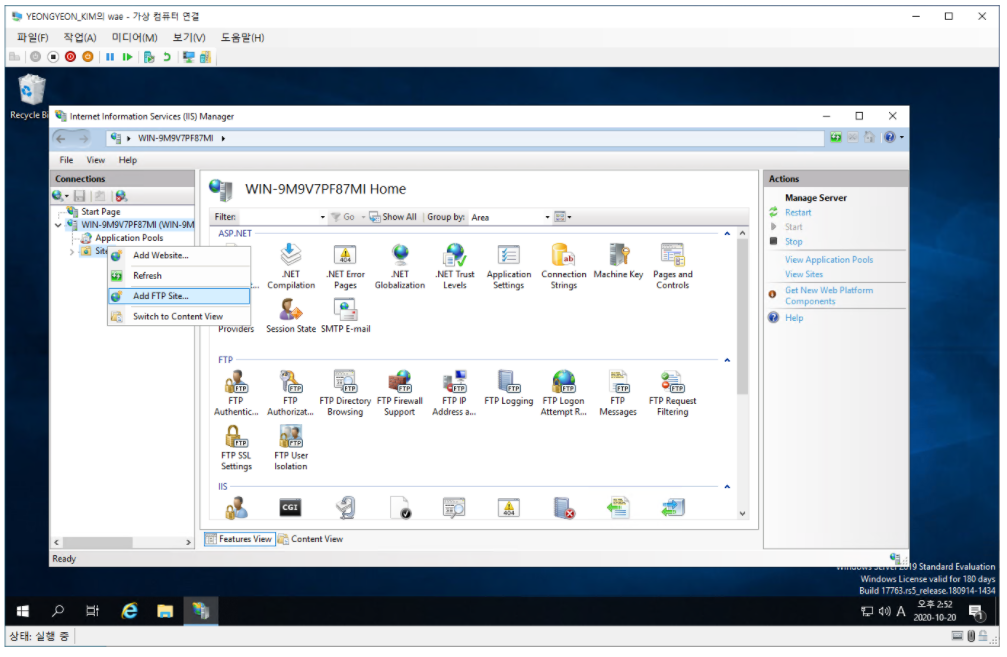 YEONGYEON_KIM의 wae - 가상 컴퓨터 연결
파일(F) 작업(A) 미디어(M) 보기(V) 도움말(H)
Recycle Bi
Internet Information Services (IIS) Manager
WIN-9M9V7PF87MI
File View Help
Connections
Start Page
WIN-9M9V7PF87MI (WIN-9M
Application Pools
Site
Add Website...
Refresh
Add FTP Site...
Switch to Content View
WIN-9M9V7PF87MI Home
Filter: Go Show All Group by: Area
ASP.NET
.NET Compilation
.NET Error Pages
.NET Globalization
.NET Trust Levels
Application Settings
Connection Strings
Machine Key
Pages and Controls
Providers
Session State
SMTP E-mail
FTP
FTP Authentic...
FTP Authorizat...
FTP Directory Browsing
FTP Firewall Support
FTP IP Address a...
FTP Logging
FTP Logon Attempt R...
FTP Messages
FTP Request Filtering
FTP SSL Settings
FTP User Isolation
IIS
Features View Content View
Ready
Actions
Manage Server
Restart
Start
Stop
View Application Pools
View Sites
Get New Web Platform
Components
Help
Windows Server 2019 Standard Evaluation
Windows License valid for 180 days
Build 17763.rs5_release.180914-1434
A
오후 2:52
2020-10-20
상태: 실행 중